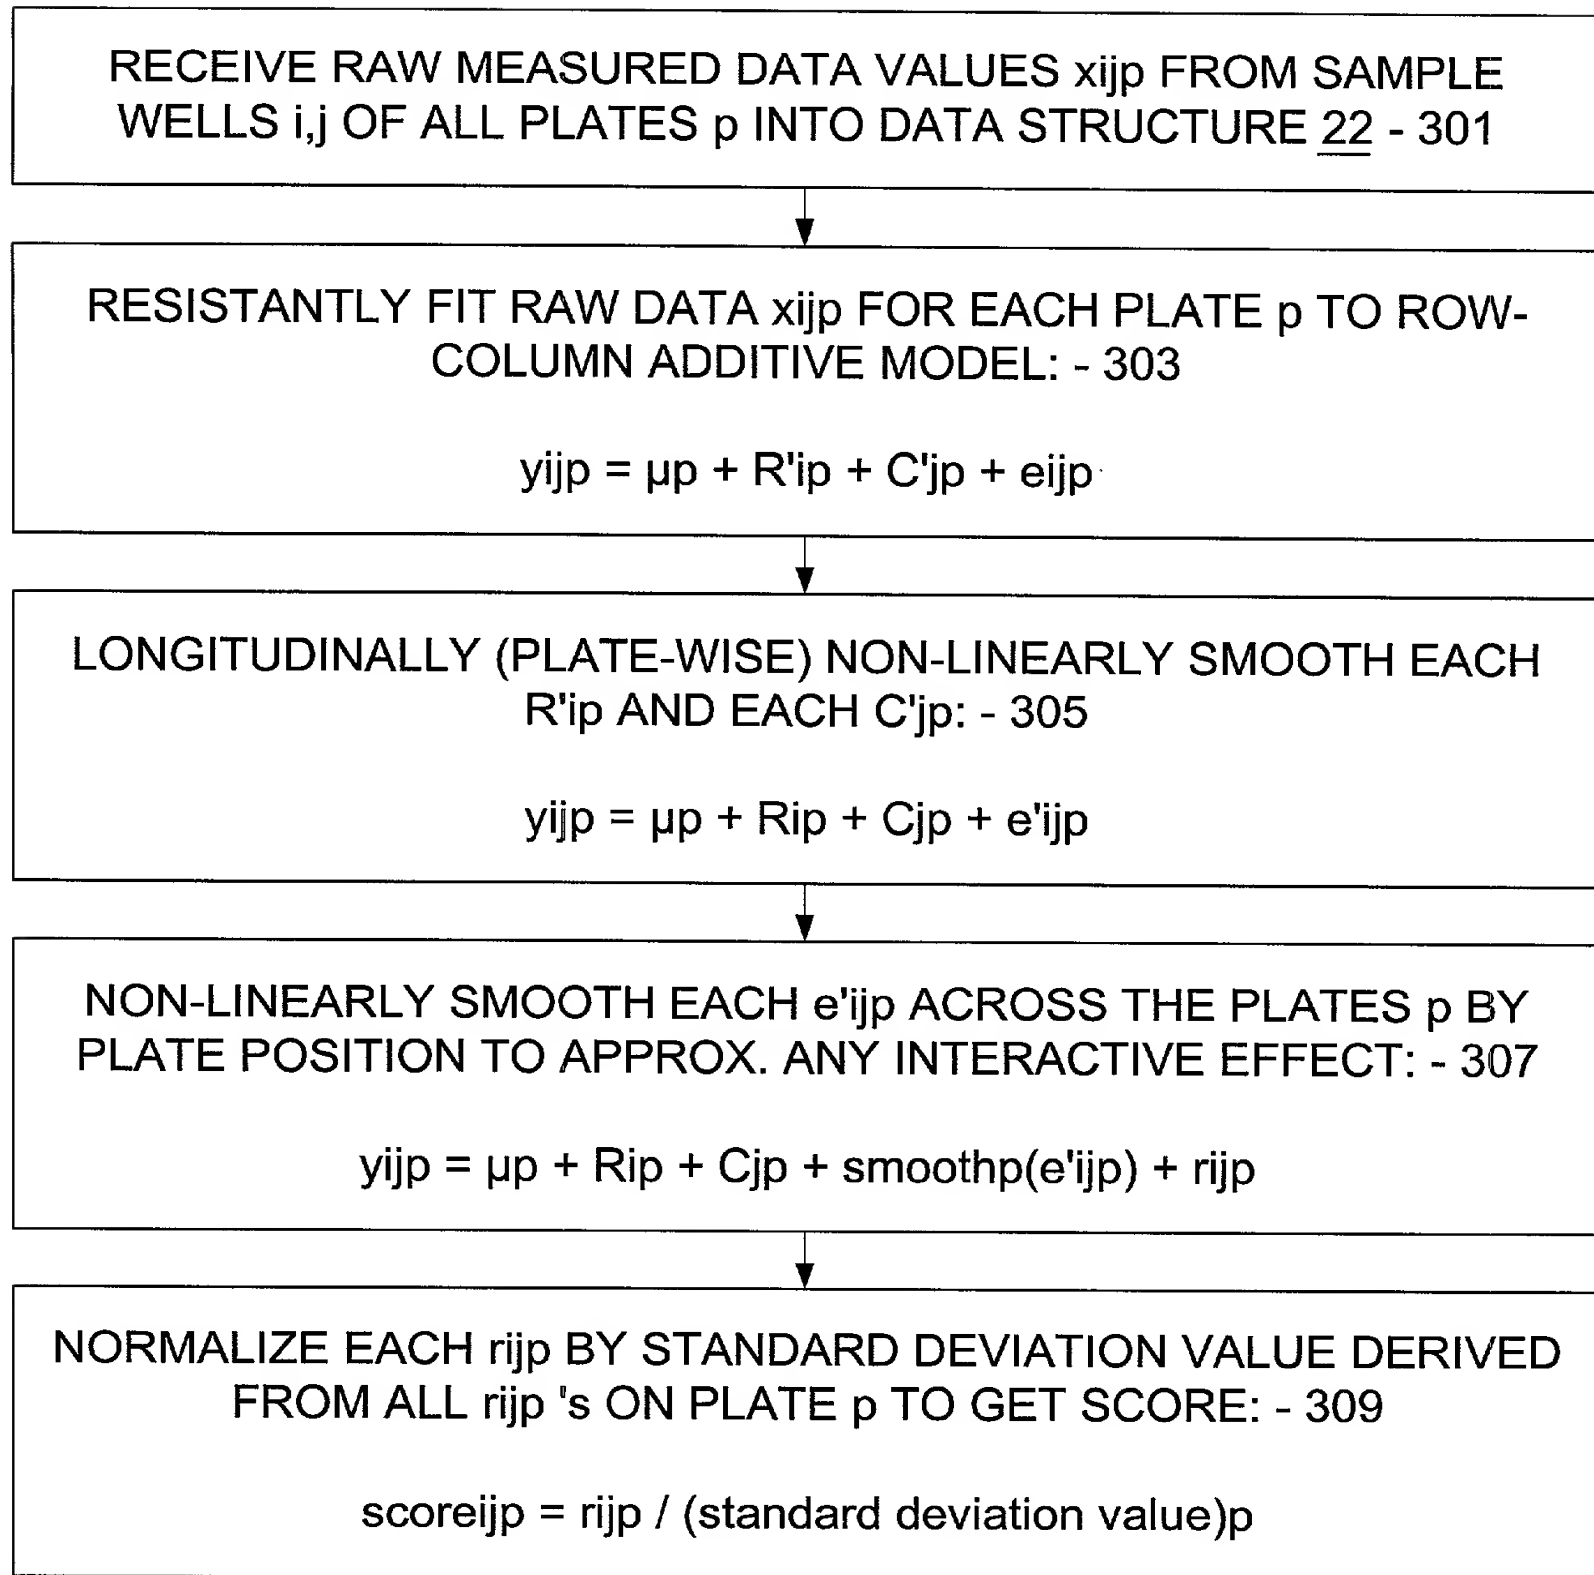 RECEIVE RAW MEASURED DATA VALUES xijp FROM SAMPLE
WELLS i,j OF ALL PLATES p INTO DATA STRUCTURE 22 - 301
RESISTANTLY FIT RAW DATA xijp FOR EACH PLATE p TO ROW-
COLUMN ADDITIVE MODEL: - 303
yijp = µp + R'ip + C'jp + eijp
LONGITUDINALLY (PLATE-WISE) NON-LINEARLY SMOOTH EACH
R'ip AND EACH C'jp: - 305
yijp = µp + Rip + Cjp + e'ijp
NON-LINEARLY SMOOTH EACH e'ijp ACROSS THE PLATES p BY
PLATE POSITION TO APPROX. ANY INTERACTIVE EFFECT: - 307
yijp = µp + Rip + Cjp + smoothp(e'ijp) + rijp
NORMALIZE EACH rijp BY STANDARD DEVIATION VALUE DERIVED
FROM ALL rijp 's ON PLATE p TO GET SCORE: - 309
scoreijp = rijp / (standard deviation value)p